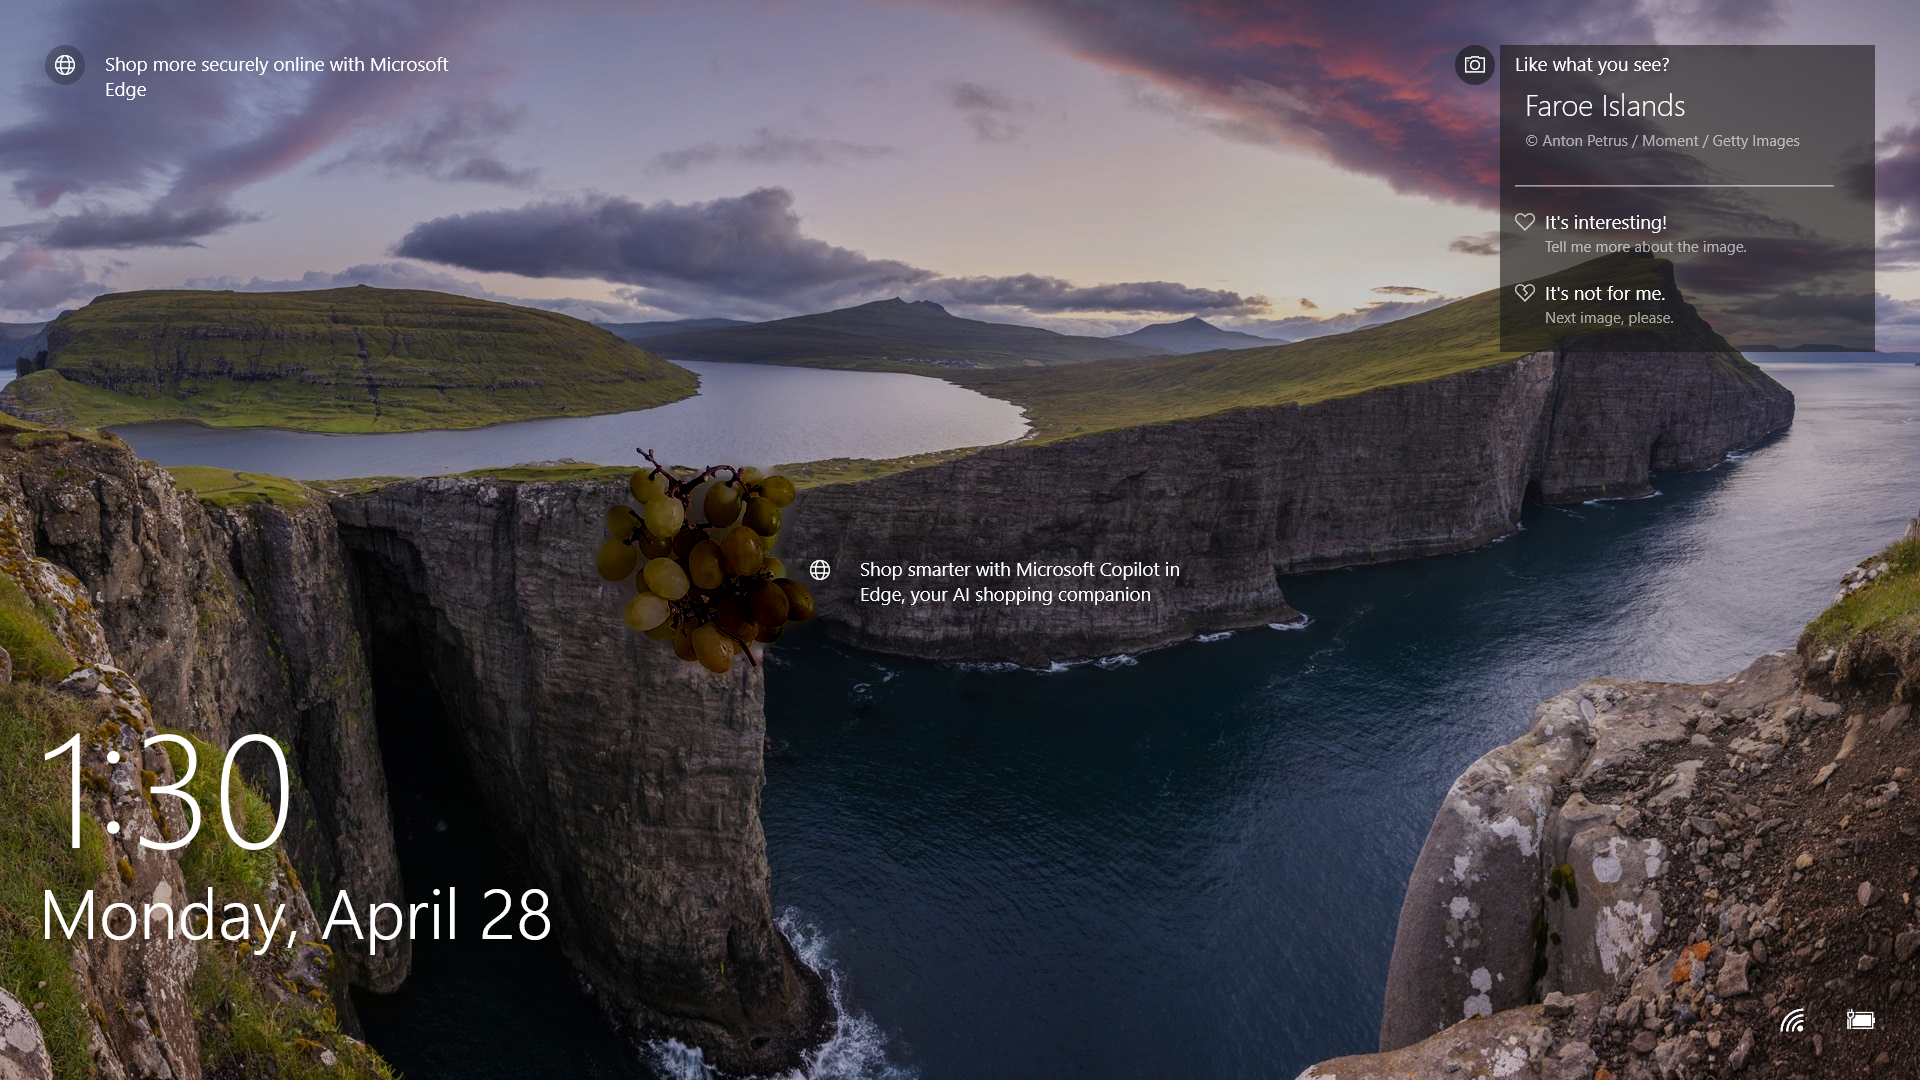 Shop more securely online with Microsoft
Edge
Like what you see?
Faroe Islands
© Anton Petrus / Moment / Getty Images
It's interesting!
Tell me more about the image.
It's not for me.
Next image, please.
Shop smarter with Microsoft Copilot in
Edge, your AI shopping companion
1:30
Monday, April 28